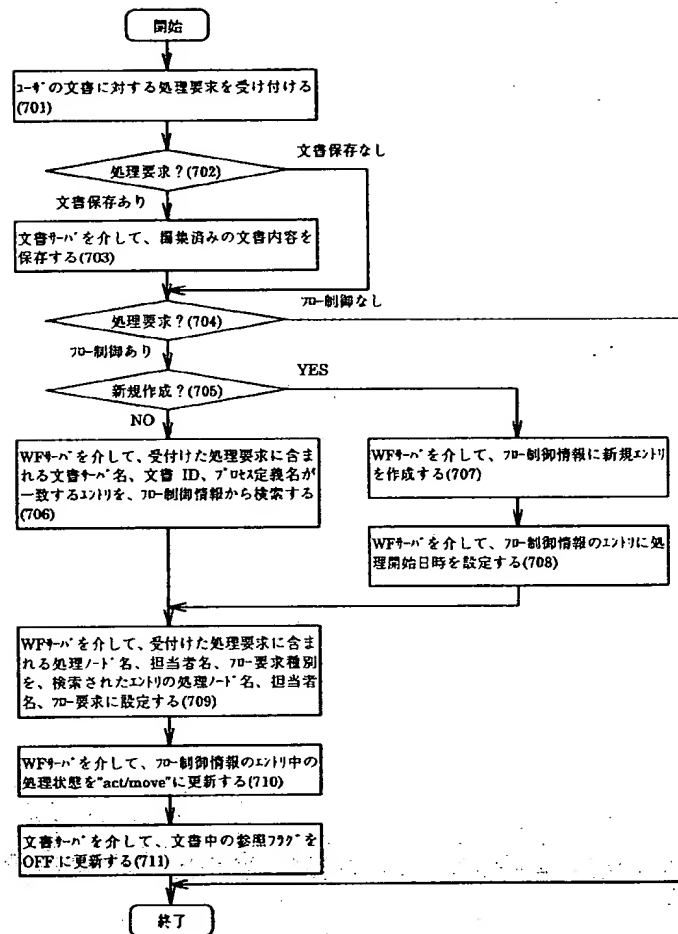 開始
ﾕｰｻﾞの文書に対する処理要求を受け付ける
(701)
文書保存なし
処理要求？(702)
文書保存あり
文書ｻｰﾊﾞを介して、編集済みの文書内容を
保存する(703)
ﾌﾛｰ制御なし
処理要求？(704)
ﾌﾛｰ制御あり
YES
新規作成？(705)
NO
WFｻｰﾊﾞを介して、受付けた処理要求に含ま
れる文書ｻｰﾊﾞ名、文書 ID、ﾌﾟﾛｾｽ定義名が
一致するｴﾝﾄﾘを、ﾌﾛｰ制御情報から検索する
(706)
WFｻｰﾊﾞを介して、ﾌﾛｰ制御情報に新規ｴﾝﾄﾘ
を作成する(707)
WFｻｰﾊﾞを介して、ﾌﾛｰ制御情報のｴﾝﾄﾘに処
理開始日時を設定する(708)
WFｻｰﾊﾞを介して、受付けた処理要求に含ま
れる処理ﾉｰﾄﾞ名、担当者名、ﾌﾛｰ要求種別
を、検索されたｴﾝﾄﾘの処理ﾉｰﾄﾞ名、担当者
名、ﾌﾛｰ要求に設定する(709)
WFｻｰﾊﾞを介して、ﾌﾛｰ制御情報のｴﾝﾄﾘ中の
処理状態を"act/move"に更新する(710)
文書ｻｰﾊﾞを介して、文書中の参照ﾌﾗｸﾞを
OFFに更新する(711)
終了